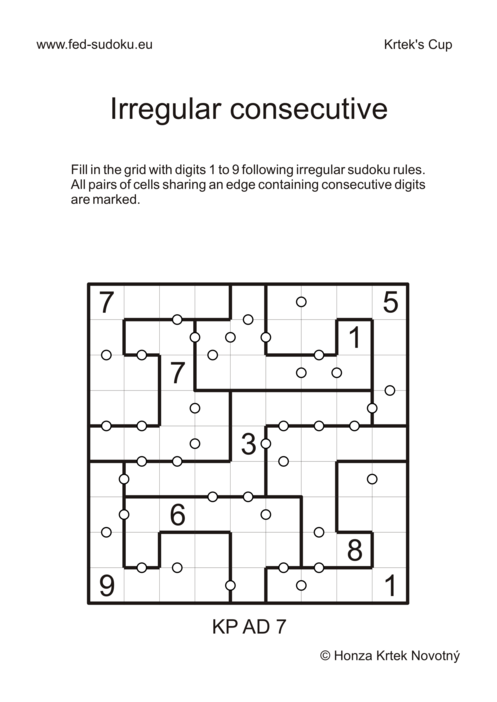 www.fed-sudoku.eu Krtek's Cup
Irregular consecutive
Fill in the grid with digits 1 to 9 following irregular sudoku rules.
All pairs of cells sharing an edge containing consecutive digits
are marked.
7 5
1
7
3
6
8
9 1
KP AD 7
© Honza Krtek Novotný